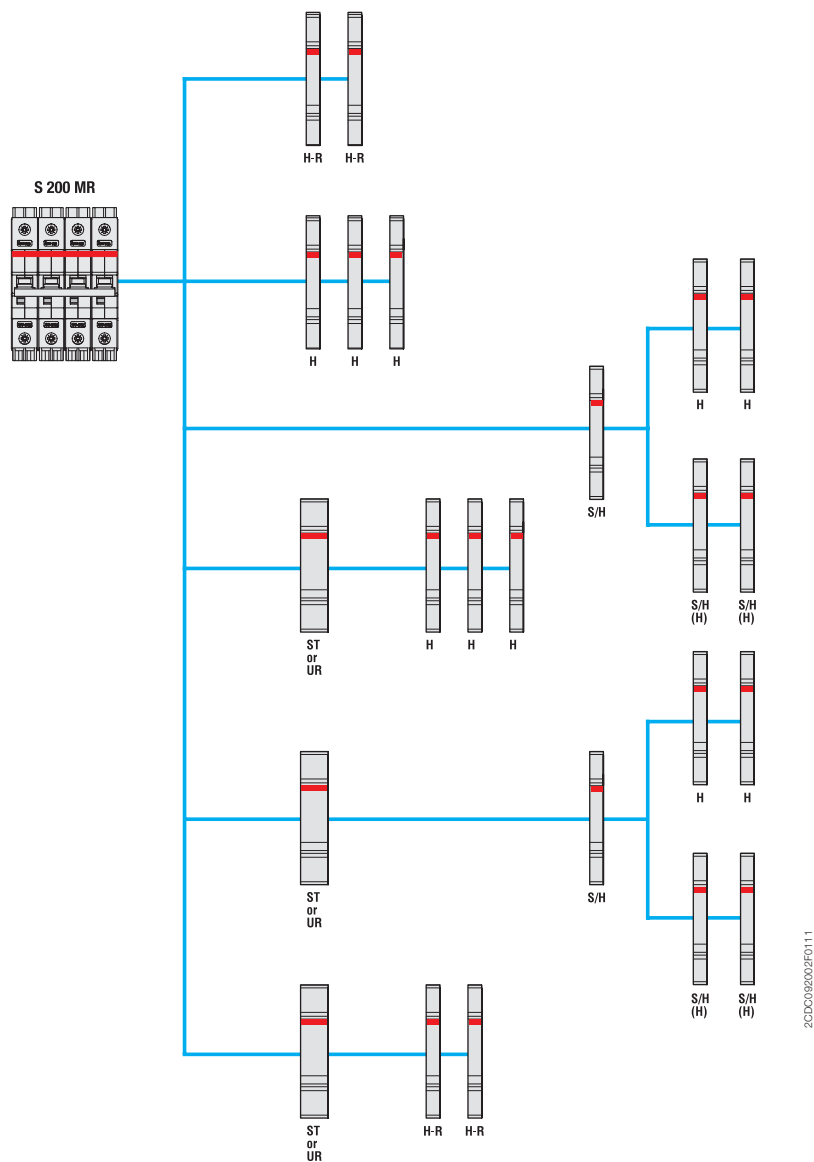 H-R H-R
S 200 MR
H H H
H H
S/H
S/H S/H
(H) (H)
ST
or
UR
H H H
H H
ST
or
UR
S/H
S/H S/H
(H) (H)
ST
or
UR
H-R H-R
2CDC092002F0111